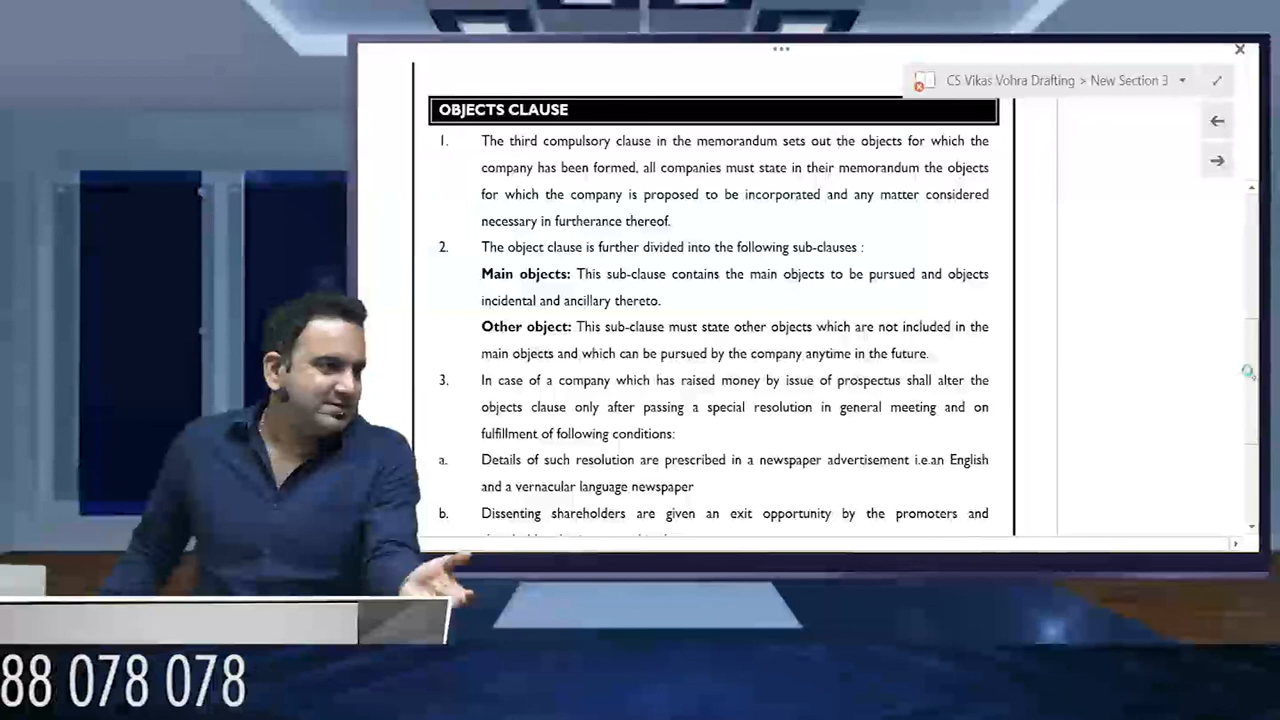 CS Vikas Vohra Drafting > New Section 3
OBJECTS CLAUSE
1. The third compulsory clause in the memorandum sets out the objects for which the
company has been formed, all companies must state in their memorandum the objects
for which the company is proposed to be incorporated and any matter considered
necessary in furtherance thereof.
2. The object clause is further divided into the following sub-clauses :
Main objects: This sub-clause contains the main objects to be pursued and objects
incidental and ancillary thereto.
Other object: This sub-clause must state other objects which are not included in the
main objects and which can be pursued by the company anytime in the future.
3. In case of a company which has raised money by issue of prospectus shall alter the
objects clause only after passing a special resolution in general meeting and on
fulfillment of following conditions:
a. Details of such resolution are prescribed in a newspaper advertisement i.e.an English
and a vernacular language newspaper
b. Dissenting shareholders are given an exit opportunity by the promoters and
88 078 078